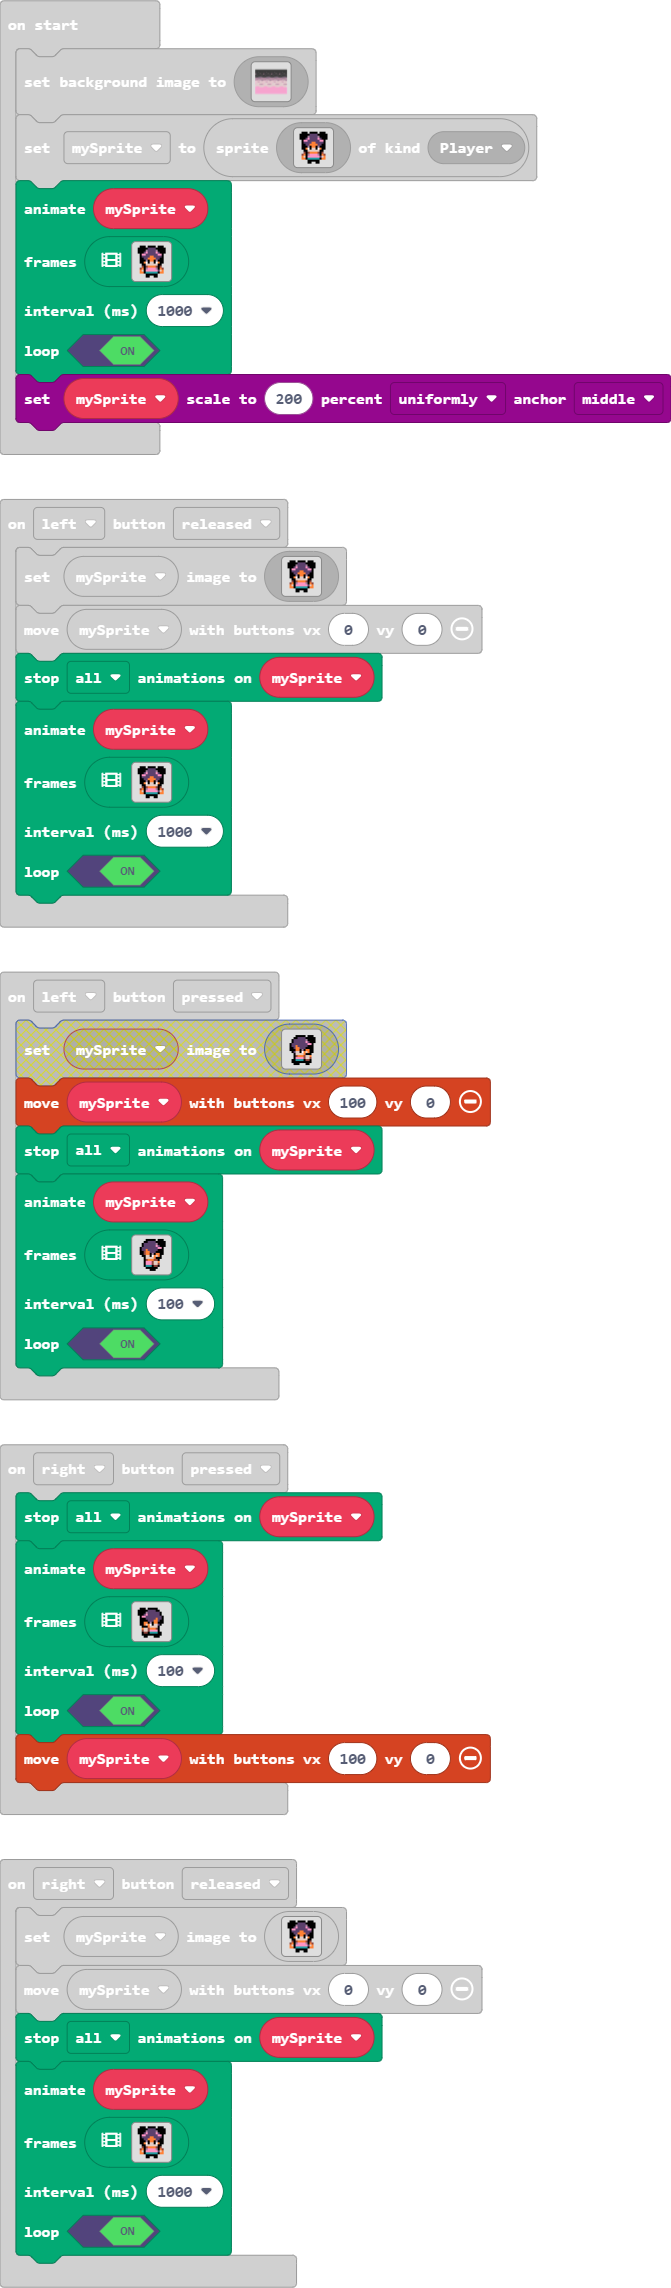 on start
set background image to
set mySprite to sprite of kind Player
animate mySprite
frames
interval (ms) 1000
loop ON
set mySprite scale to 200 percent uniformly anchor middle
on left button released
set mySprite image to
move mySprite with buttons vx 0 vy 0
stop all animations on mySprite
animate mySprite
frames
interval (ms) 1000
loop ON
on left button pressed
set mySprite image to
move mySprite with buttons vx 100 vy 0
stop all animations on mySprite
animate mySprite
frames
interval (ms) 100
loop ON
on right button pressed
stop all animations on mySprite
animate mySprite
frames
interval (ms) 100
loop ON
move mySprite with buttons vx 100 vy 0
on right button released
set mySprite image to
move mySprite with buttons vx 0 vy 0
stop all animations on mySprite
animate mySprite
frames
interval (ms) 1000
loop ON